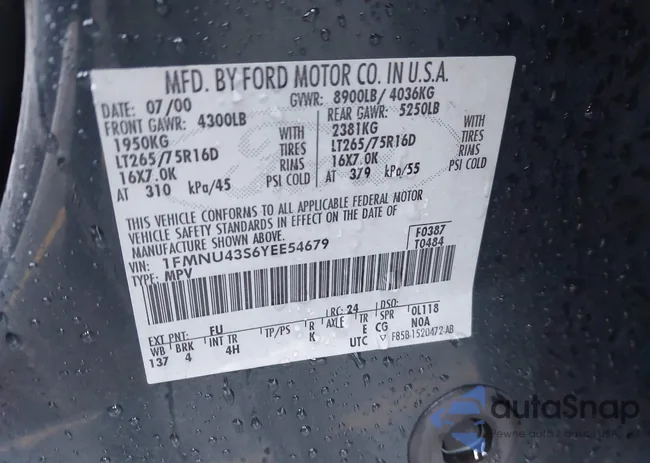 MFD. BY FORD MOTOR CO. IN U.S.A.
DATE: 07/00 GVWR: 8900LB/ 4036KG
FRONT GAWR: 4300LB REAR GAWR: 5250LB
1950KG WITH 2381KG WITH
LT265/75R16D TIRES LT265/75R16D TIRES
16X7.0K RIMS 16X7.0K RIMS
AT 310 kPa/45 PSI COLD AT 379 kPa/55 PSI COLD
THIS VEHICLE CONFORMS TO ALL APPLICABLE FEDERAL MOTOR
VEHICLE SAFETY STANDARDS IN EFFECT ON THE DATE OF
MANUFACTURE SHOWN ABOVE.
F0387
VIN: 1FMNU43S6YEE54679 T0484
TYPE: MPV
EXT PNT: FU RC: 24 DSO:
WB BRK INT TR TP/PS R AXLE TR SPR 0L118
137 4 4H K E CG N0A
UTC F85B-1520472-AB
autaSnap